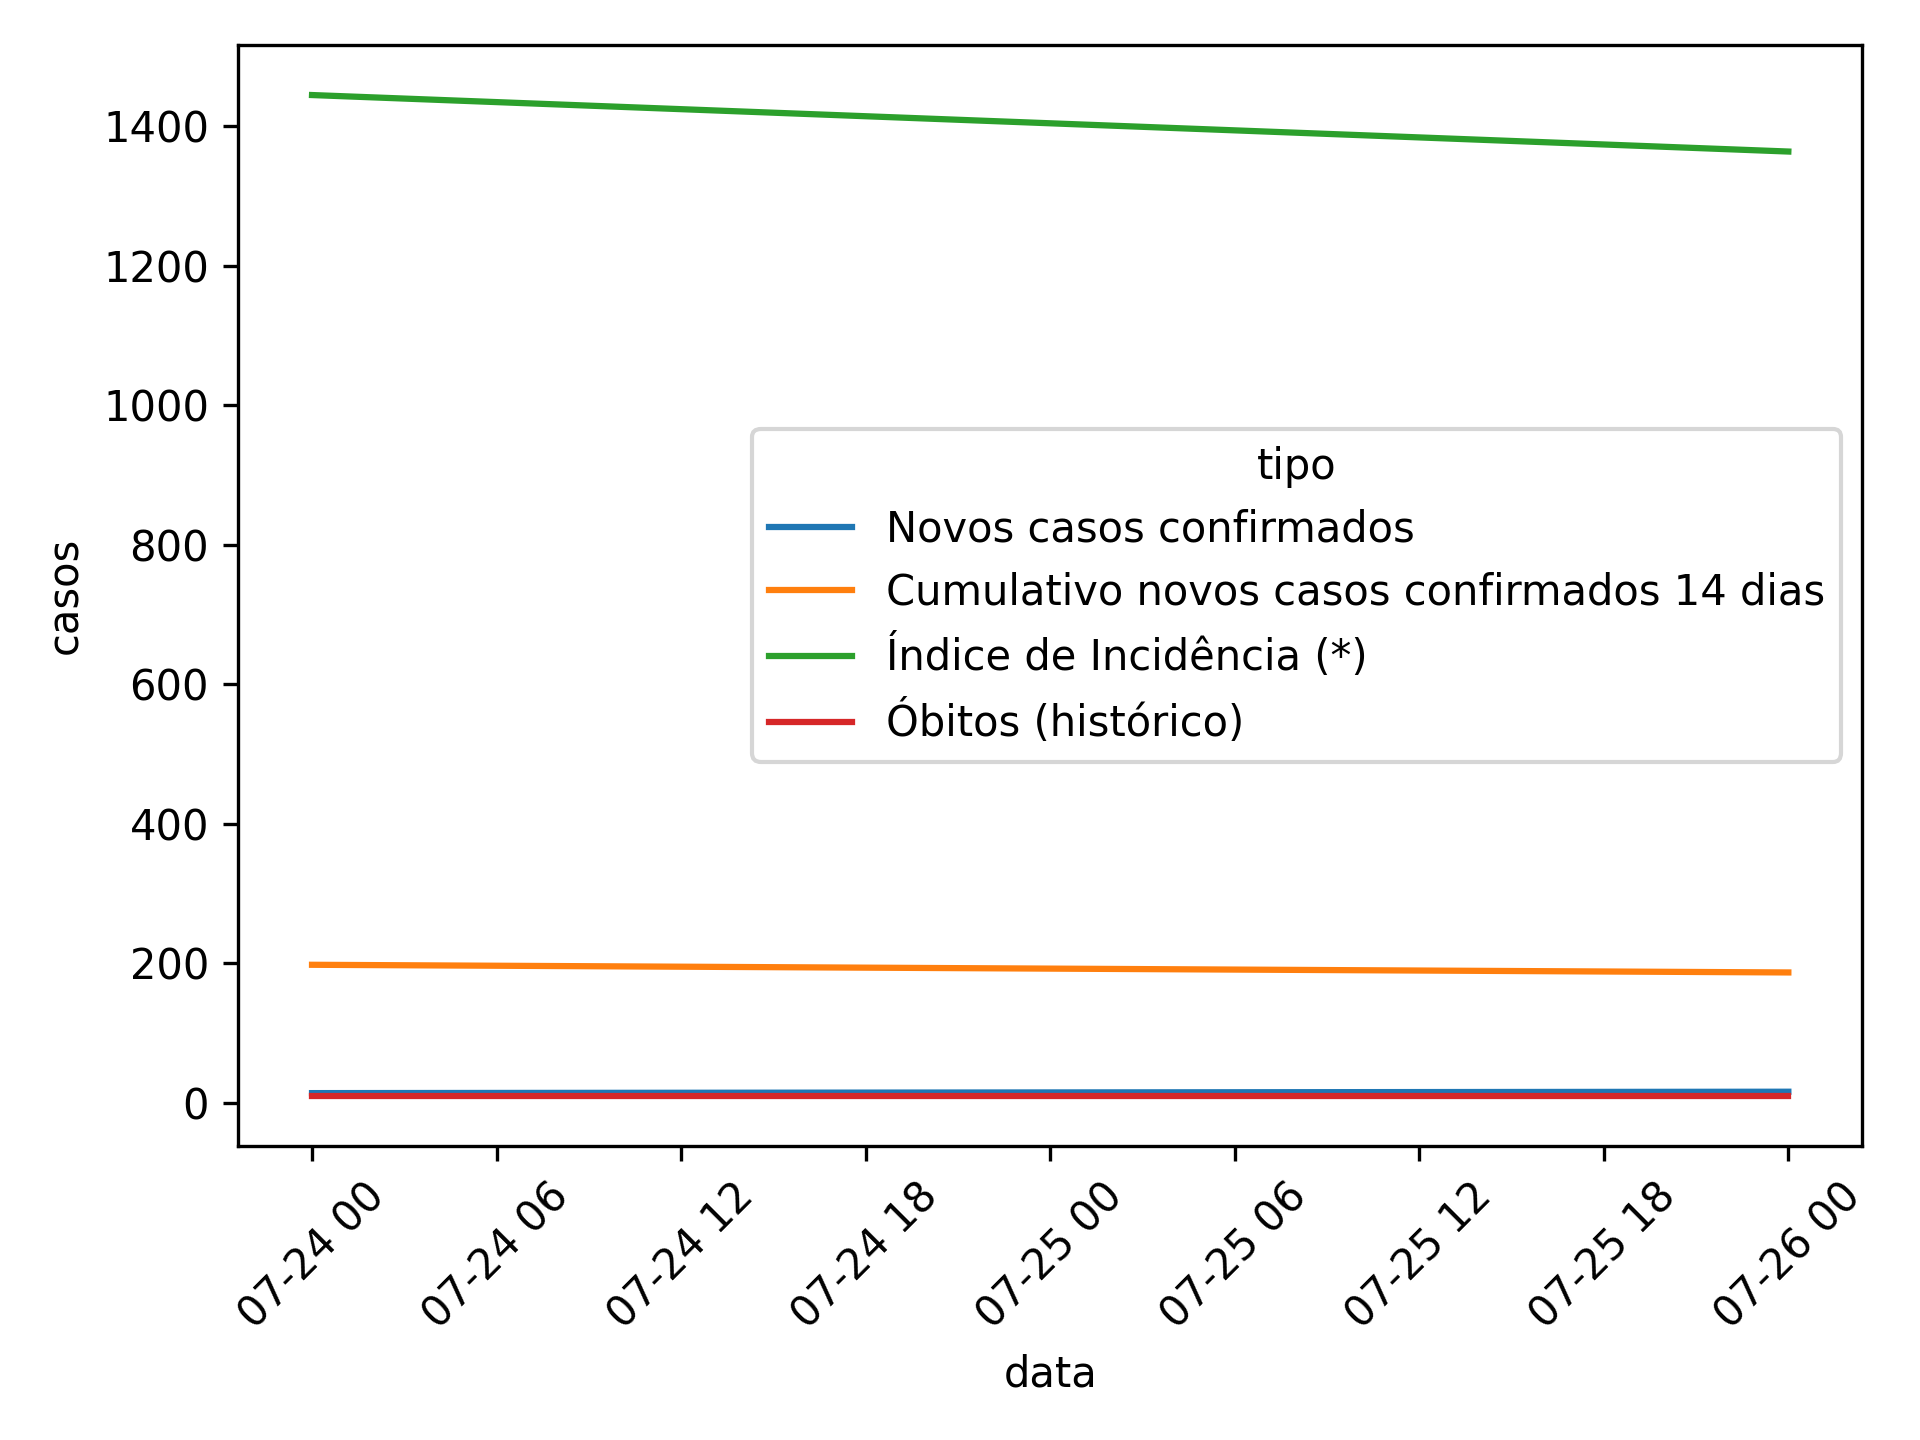 1400
1200
1000
800
600
400
200
0
casos
tipo
Novos casos confirmados
Cumulativo novos casos confirmados 14 dias
Índice de Incidência (*)
Óbitos (histórico)
07-24 00
07-24 06
07-24 12
07-24 18
07-25 00
07-25 06
07-25 12
07-25 18
07-26 00
data